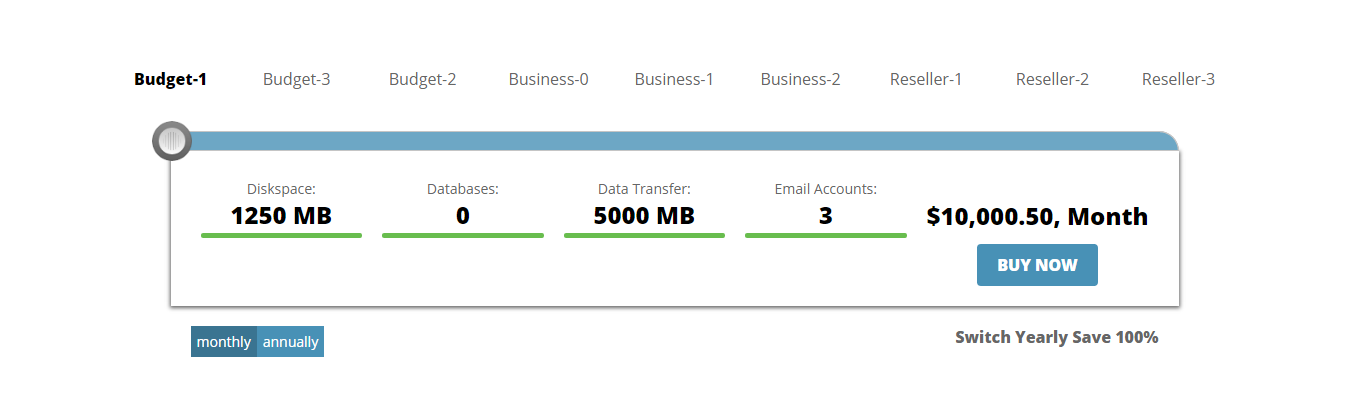 Budget-1 Budget-3 Budget-2 Business-0 Business-1 Business-2 Reseller-1 Reseller-2 Reseller-3
Diskspace: Databases: Data Transfer: Email Accounts:
1250 MB 0 5000 MB 3 $10,000.50, Month
BUY NOW
monthly annually Switch Yearly Save 100%